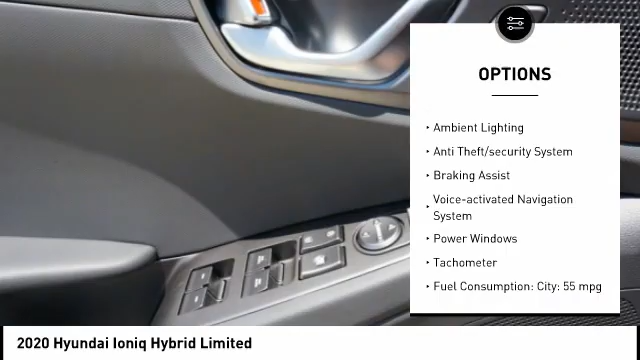 OPTIONS
Ambient Lighting
Anti Theft/security System
Braking Assist
Voice-activated Navigation
System
Power Windows
Tachometer
Fuel Consumption: City: 55 mpg
2020 Hyundai Ioniq Hybrid Limited